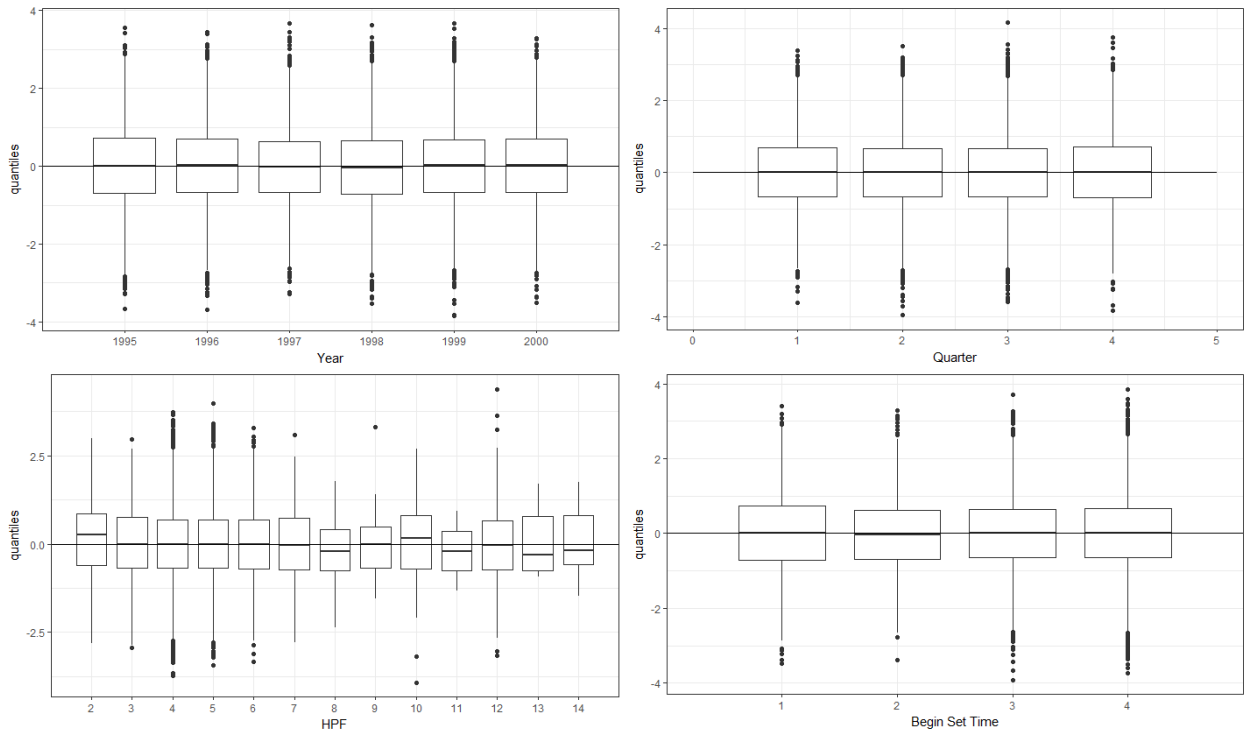 4
2
0
-2
-4
quantiles
1995 1996 1997 1998 1999 2000
Year
4
2
0
-2
-4
quantiles
0 1 2 3 4 5
Quarter
2.5
0.0
-2.5
quantiles
2 3 4 5 6 7 8 9 10 11 12 13 14
HPF
4
2
0
-2
-4
quantiles
1 2 3 4
Begin Set Time